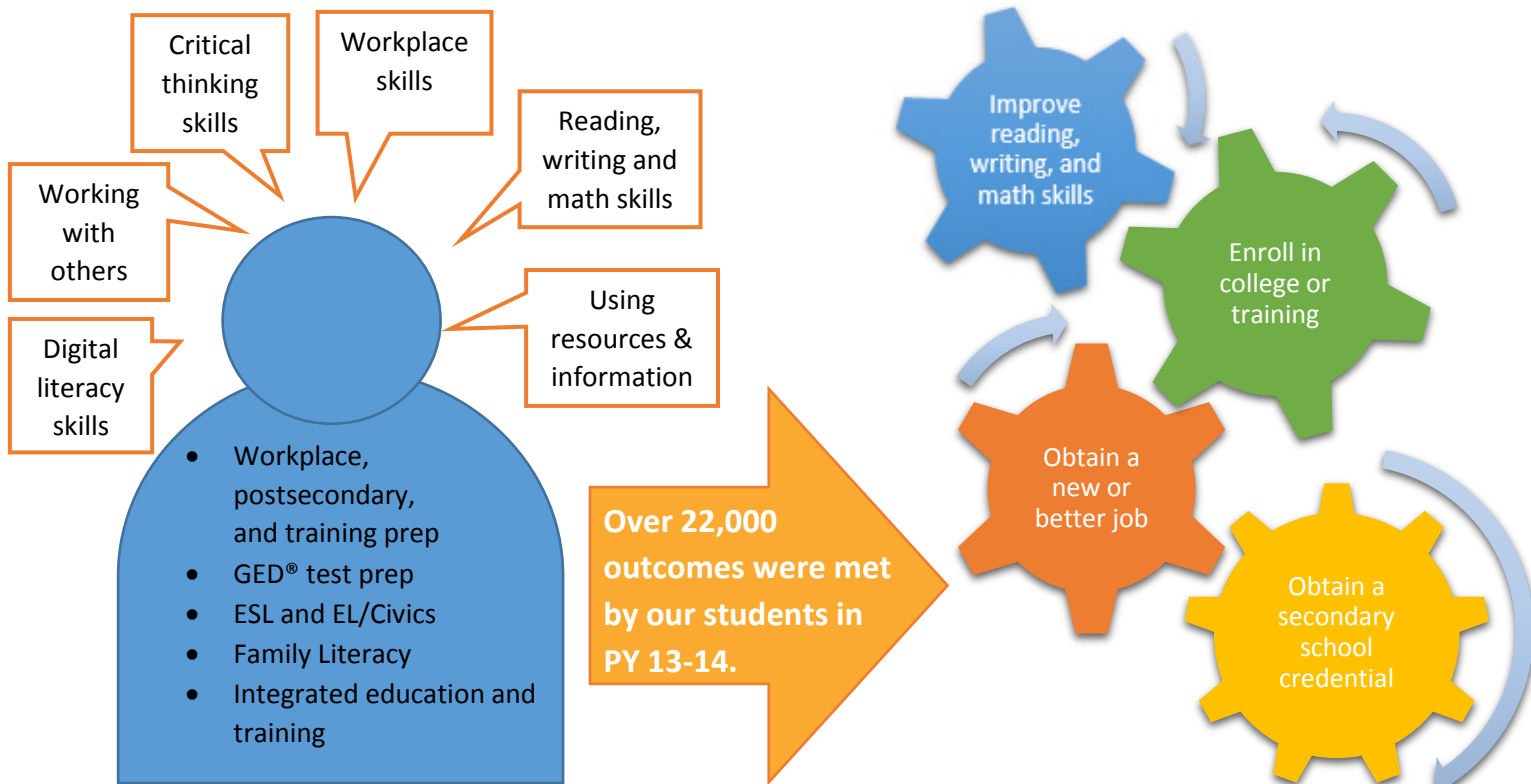 Critical
thinking
skills
Workplace
skills
Reading,
writing and
math skills
Working
with
others
Using
resources &
information
Digital
literacy
skills
• Workplace,
postsecondary,
and training prep
• GED® test prep
• ESL and EL/Civics
• Family Literacy
• Integrated education and
training
Over 22,000
outcomes were met
by our students in
PY 13-14.
Improve
reading,
writing, and
math skills
Enroll in
college or
training
Obtain a
new or
better job
Obtain a
secondary
school
credential